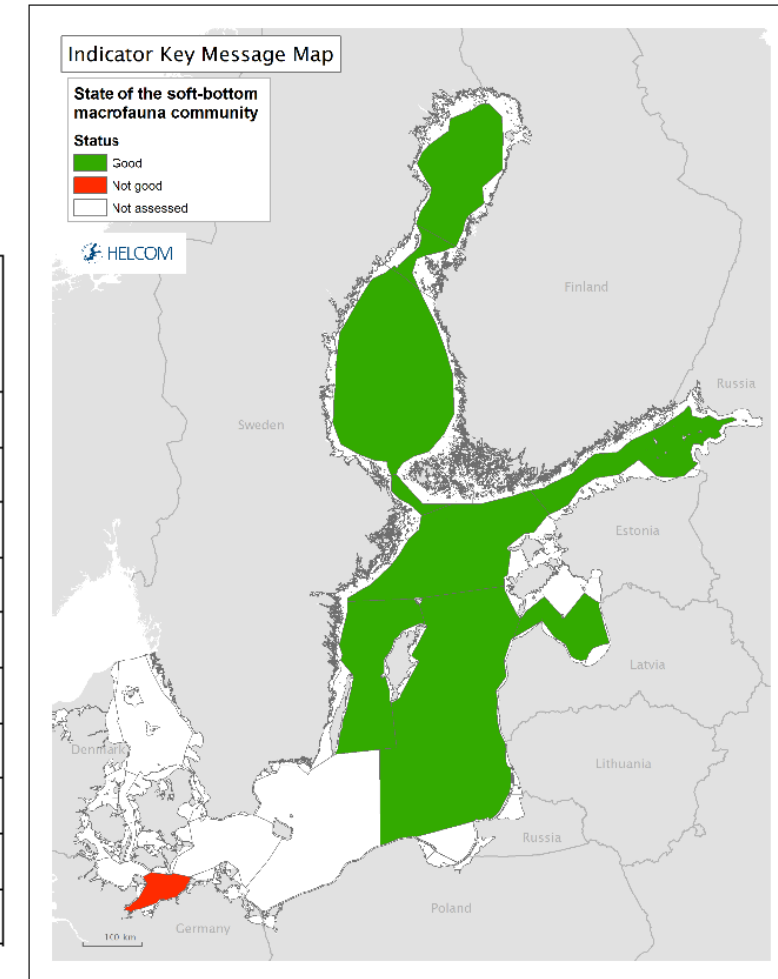 Indicator Key Message Map
State of the soft-bottom
macrofauna community
Status
Good
Not good
Not assessed
HELCOM
Finland
Russia
Sweden
Estonia
Latvia
Denmark
Lithuania
Russia
Poland
Germany
100 km